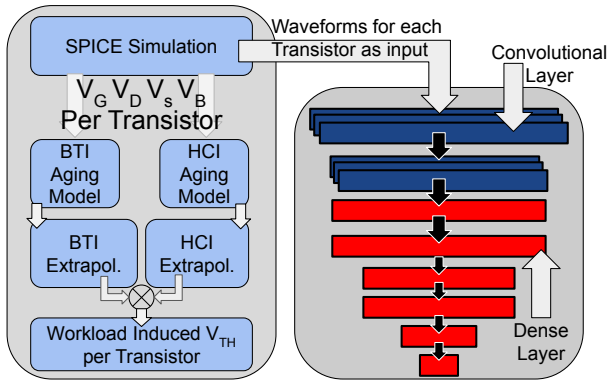 SPICE Simulation
Waveforms for each
Transistor as input
Convolutional
Layer
V_G V_D V_s V_B
Per Transistor
BTI
Aging
Model
HCI
Aging
Model
BTI
Extrapol.
HCI
Extrapol.
Workload Induced V_TH
per Transistor
Dense
Layer